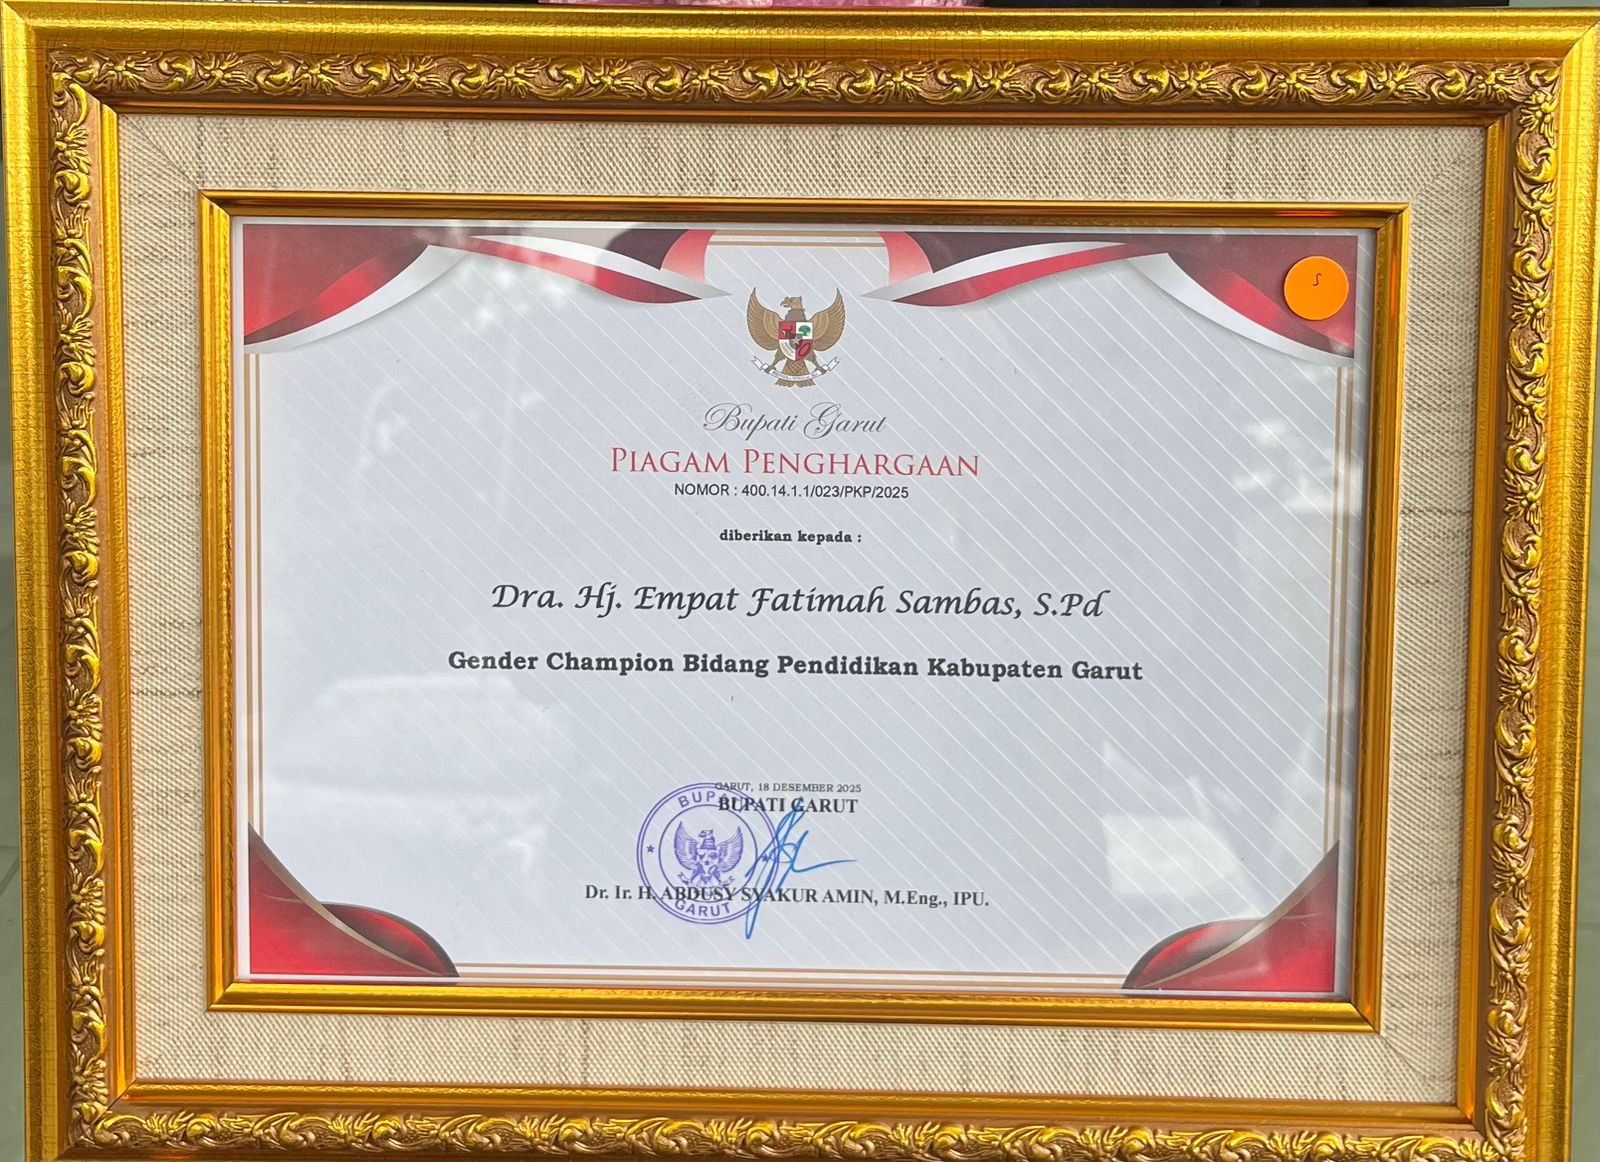 Bupati Garut
PIAGAM PENGHARGAAN
NOMOR : 400.14.1.1/023/PKP/2025
diberikan kepada :
Dra. Hj. Empat Fatimah Sambas, S.Pd
Gender Champion Bidang Pendidikan Kabupaten Garut
GARUT, 18 DESEMBER 2025
BUPATI GARUT
BUPATI
GARUT
Dr. Ir. H. ABDUSY SYAKUR AMIN, M.Eng., IPU.